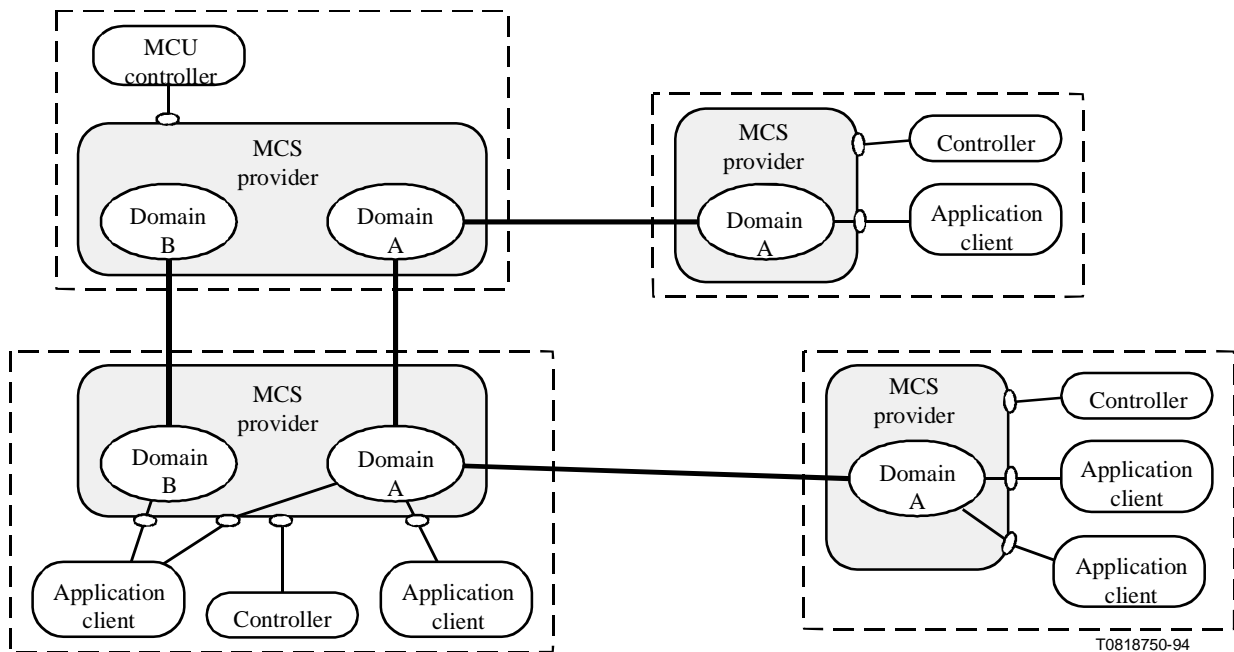 MCU
controller
MCS
provider
Domain
B
Domain
A
MCS
provider
Domain
A
Controller
Application
client
MCS
provider
Domain
B
Domain
A
Application
client
Controller
Application
client
MCS
provider
Domain
A
Controller
Application
client
Application
client
T0818750-94